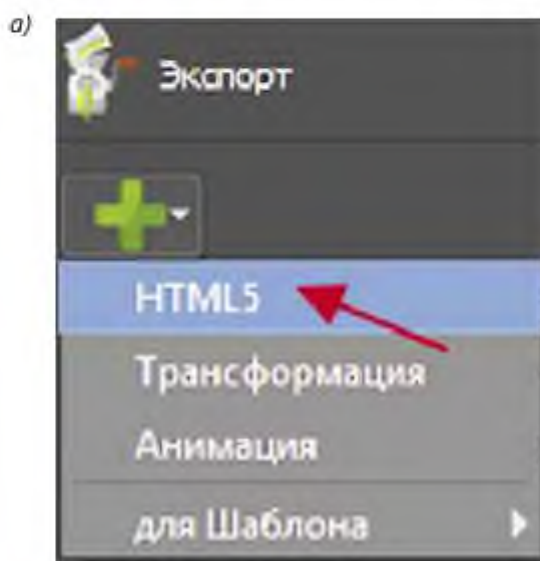 а)
Экспорт
HTML5
Трансформация
Анимация
для Шаблона